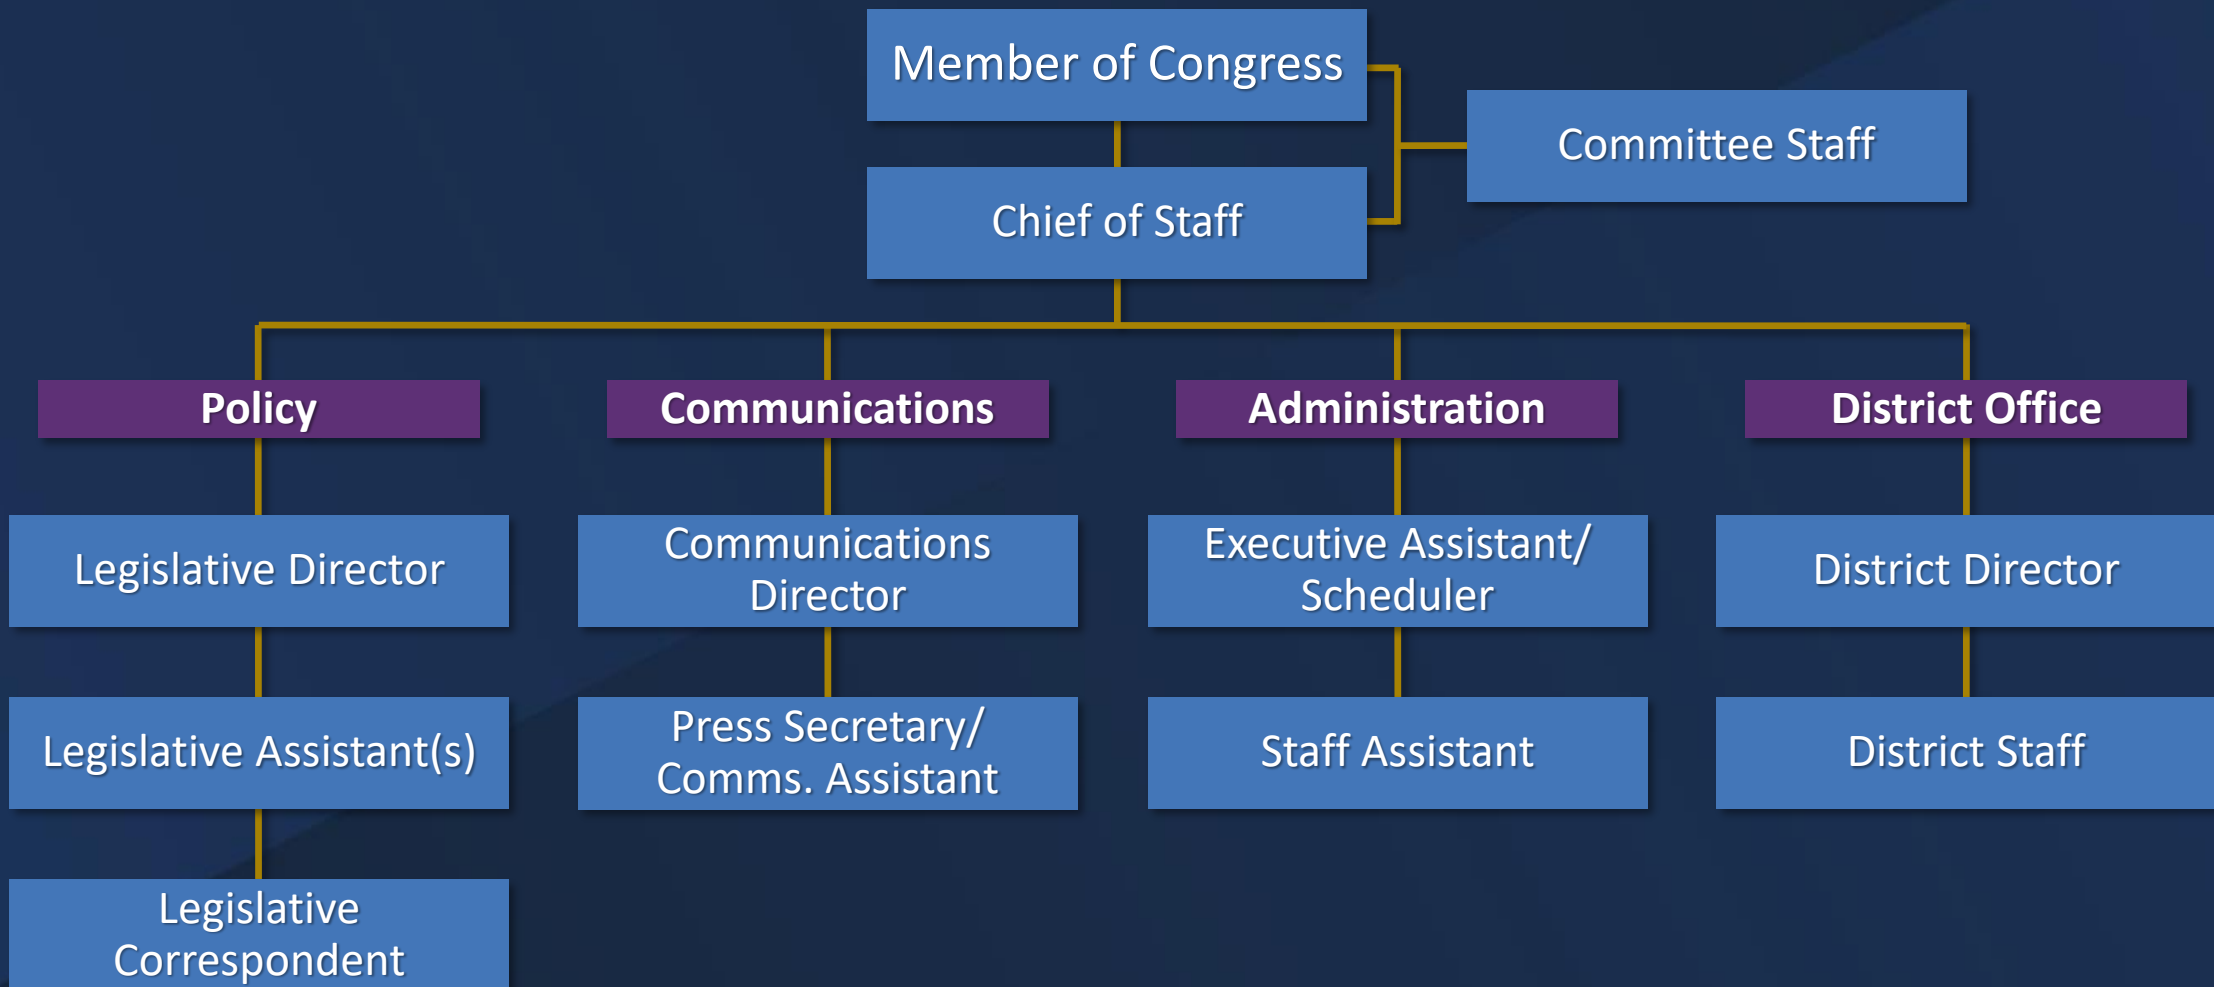 Member of Congress
Committee Staff
Chief of Staff
Policy
Communications
Administration
District Office
Legislative Director
Communications
Director
Executive Assistant/
Scheduler
District Director
Legislative Assistant(s)
Press Secretary/
Comms. Assistant
Staff Assistant
District Staff
Legislative
Correspondent